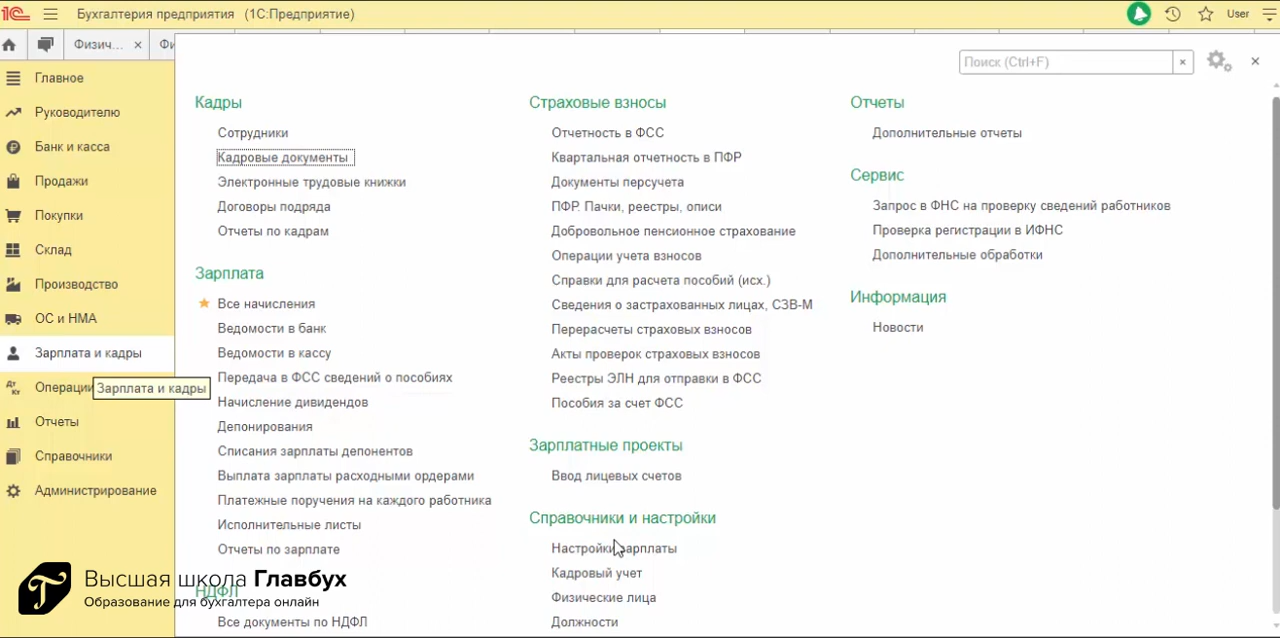 1С Бухгалтерия предприятия (1С:Предприятие) User
Физич... × Фи
Поиск (Ctrl+F) × ×
Главное
Руководителю
Банк и касса
Продажи
Покупки
Склад
Производство
ОС и НМА
Зарплата и кадры
Дт Кт Операции
Зарплата и кадры
Отчеты
Справочники
Администрирование
Кадры
Сотрудники
Кадровые документы
Электронные трудовые книжки
Договоры подряда
Отчеты по кадрам
Зарплата
Все начисления
Ведомости в банк
Ведомости в кассу
Передача в ФСС сведений о пособиях
Начисление дивидендов
Депонирования
Списания зарплаты депонентов
Выплата зарплаты расходными ордерами
Платежные поручения на каждого работника
Исполнительные листы
Отчеты по зарплате
НДФЛ
Все документы по НДФЛ
Страховые взносы
Отчетность в ФСС
Квартальная отчетность в ПФР
Документы персучета
ПФР. Пачки, реестры, описи
Добровольное пенсионное страхование
Операции учета взносов
Справки для расчета пособий (исх.)
Сведения о застрахованных лицах, СЗВ-М
Перерасчеты страховых взносов
Акты проверок страховых взносов
Реестры ЭЛН для отправки в ФСС
Пособия за счет ФСС
Зарплатные проекты
Ввод лицевых счетов
Справочники и настройки
Настройки зарплаты
Кадровый учет
Физические лица
Должности
Отчеты
Дополнительные отчеты
Сервис
Запрос в ФНС на проверку сведений работников
Проверка регистрации в ИФНС
Дополнительные обработки
Информация
Новости
Высшая школа Главбух
Образование для бухгалтера онлайн